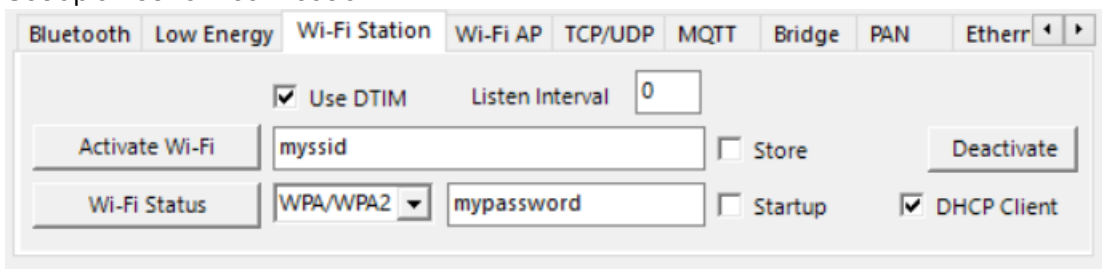 Bluetooth Low Energy Wi-Fi Station Wi-Fi AP TCP/UDP MQTT Bridge PAN
Use DTIM Listen Interval 0
Activate Wi-Fi myssid Store Deactivate
Wi-Fi Status WPA/WPA2 mypassword Startup DHCP Client